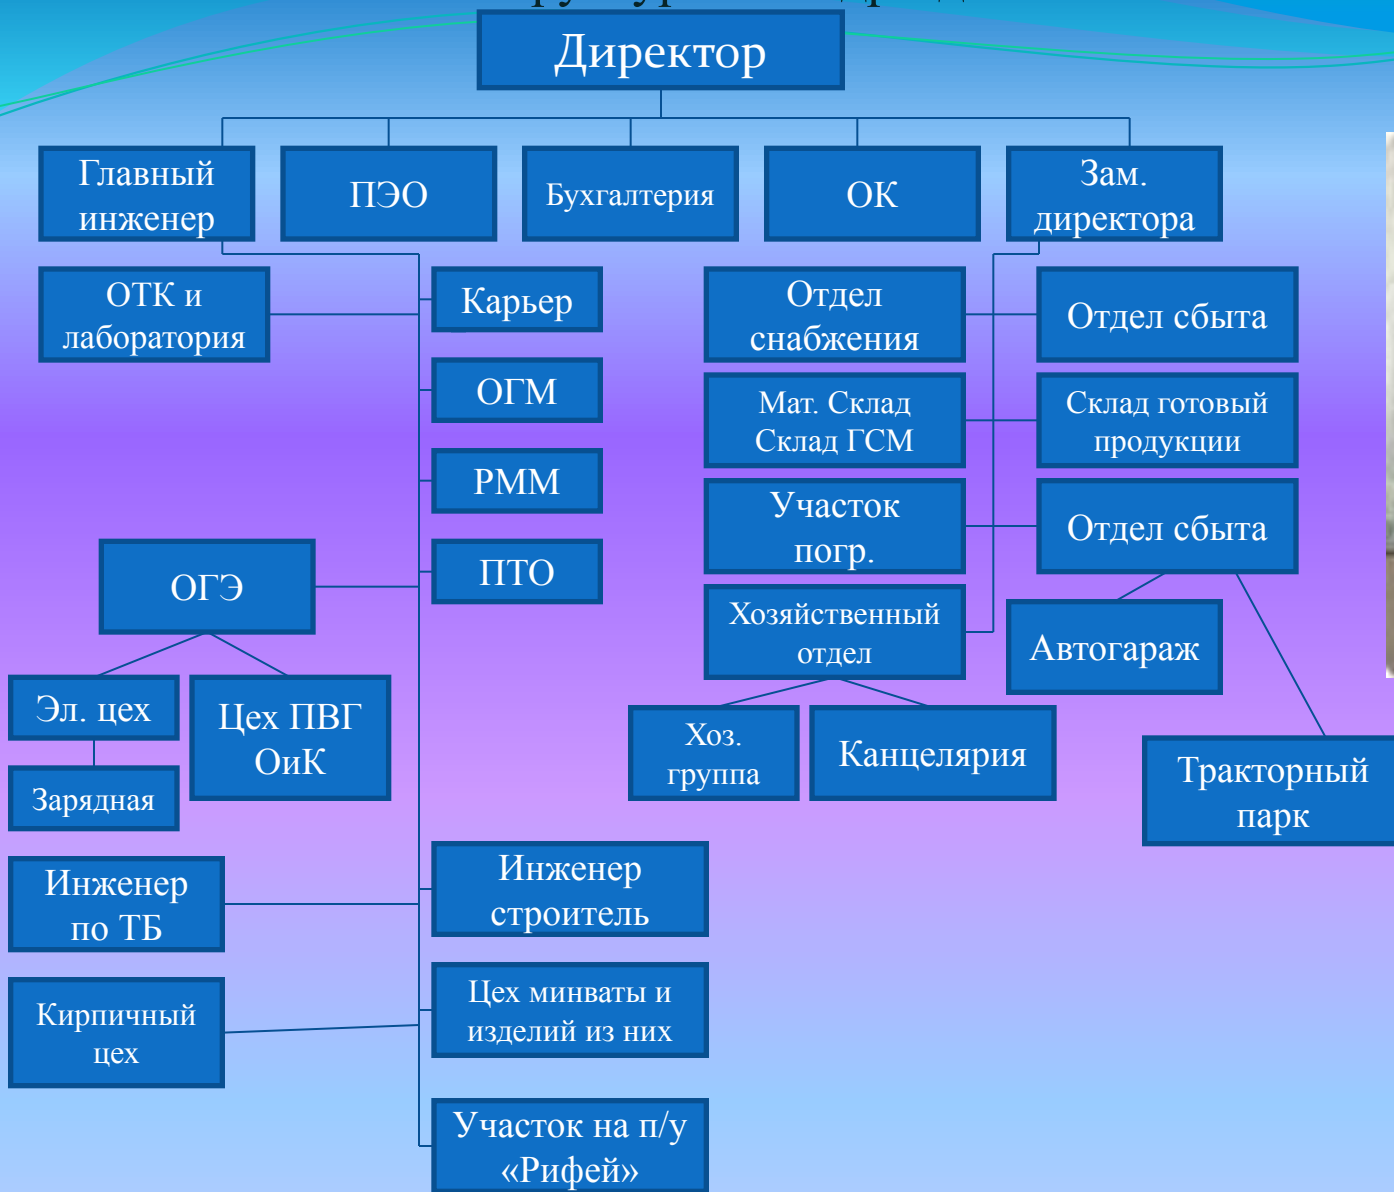 Директор
Главный
инженер
ПЭО
Бухгалтерия
ОК
Зам.
директора
ОТК и
лаборатория
Карьер
Отдел
снабжения
Отдел сбыта
ОГМ
Мат. Склад
Склад ГСМ
Склад готовый
продукции
РММ
Участок
погр.
Отдел сбыта
ОГЭ
ПТО
Хозяйственный
отдел
Автогараж
Эл. цех
Цех ПВГ
ОиК
Хоз.
группа
Канцелярия
Тракторный
парк
Зарядная
Инженер
по ТБ
Инженер
строитель
Кирпичный
цех
Цех минваты и
изделий из них
Участок на п/у
«Рифей»